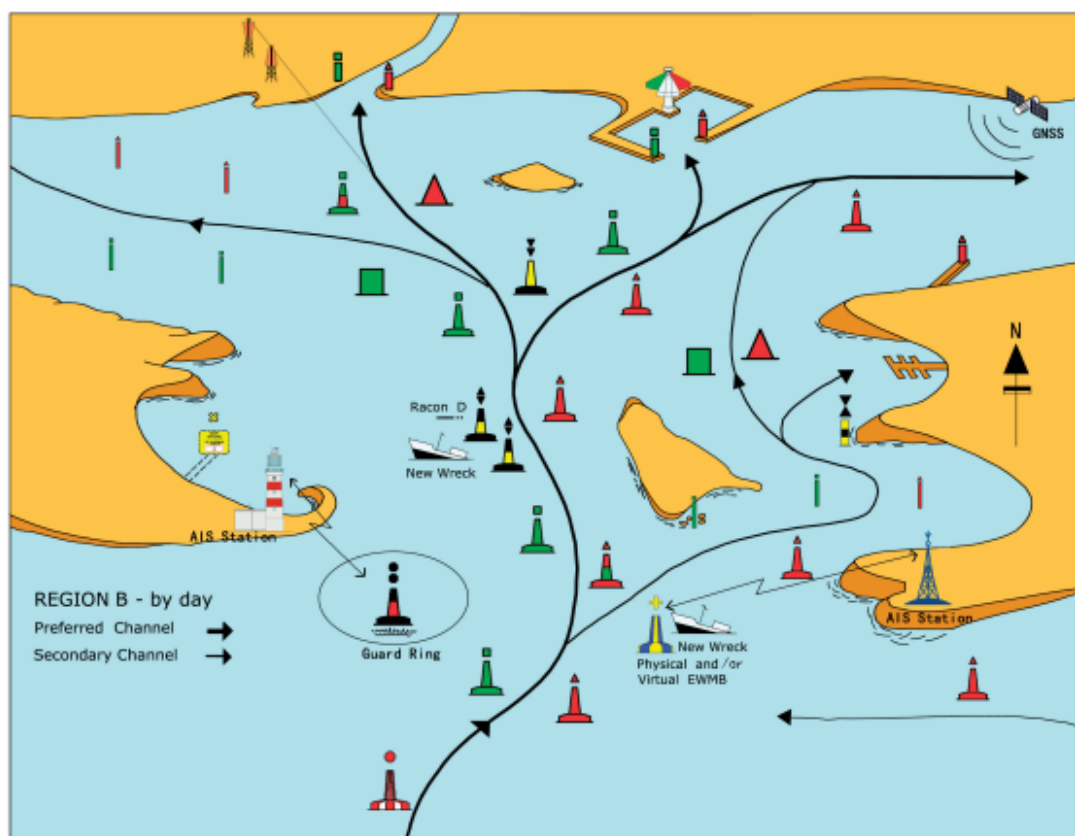 GNSS
N
Racon D
New Wreck
AIS Station
REGION B - by day
Preferred Channel
Secondary Channel
Guard Ring
New Wreck
Physical and/or
Virtual EWMB
AIS Station